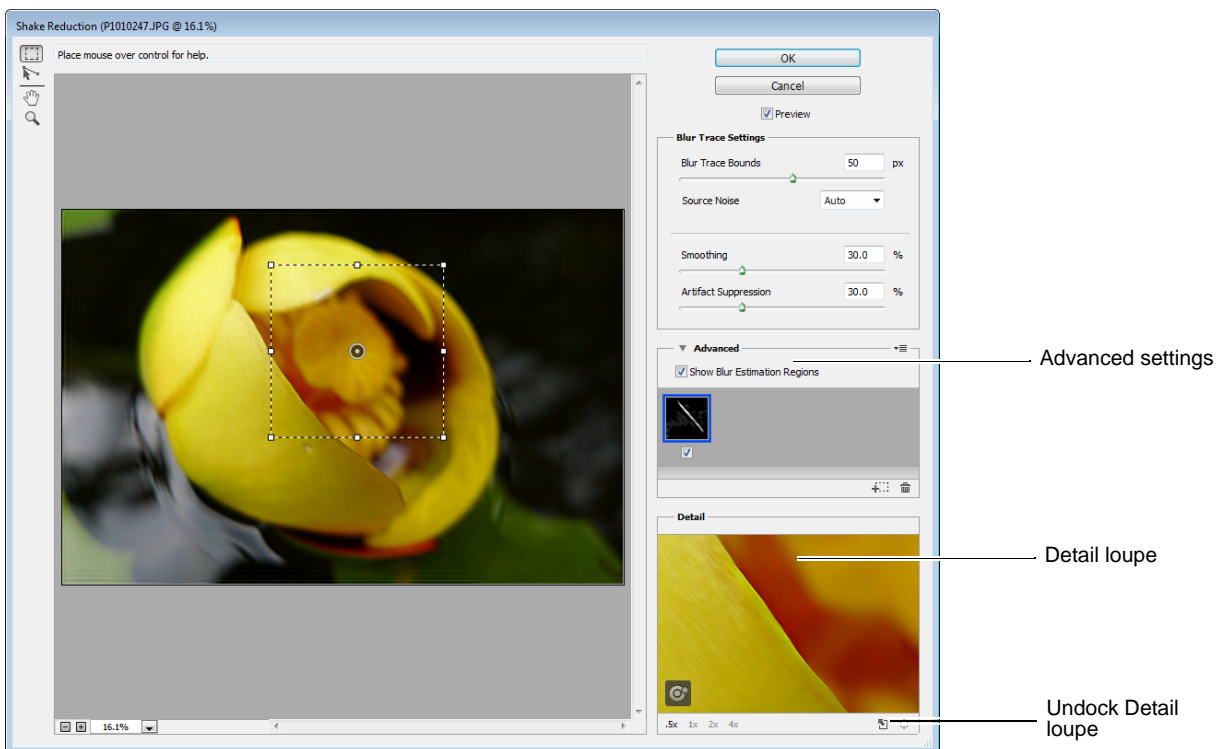 Shake Reduction (P1010247.JPG @ 16.1%)
Place mouse over control for help.
OK
Cancel
Preview
Blur Trace Settings
Blur Trace Bounds 50 px
Source Noise Auto
Smoothing 30.0 %
Artifact Suppression 30.0 %
Advanced
Show Blur Estimation Regions
Advanced settings
Detail
Detail loupe
.5x 1x 2x 4x
Undock Detail
loupe
16.1%